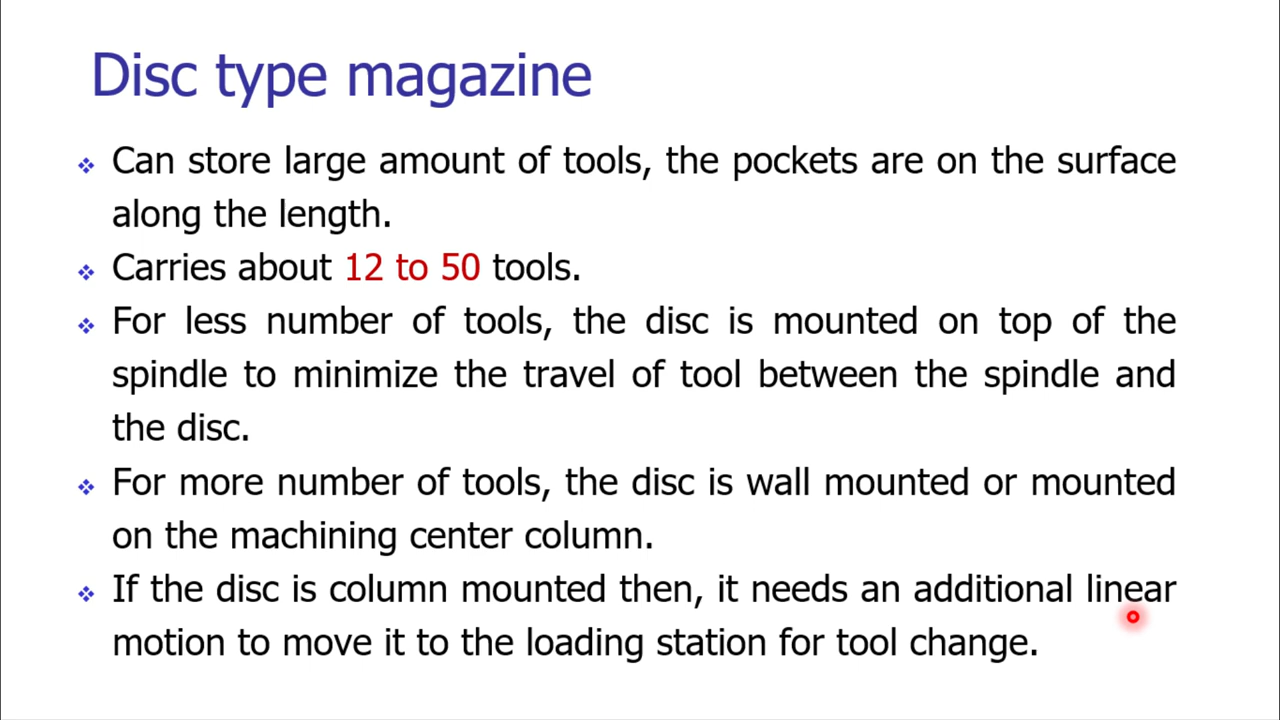 Disc type magazine
Can store large amount of tools, the pockets are on the surface
along the length.
Carries about 12 to 50 tools.
For less number of tools, the disc is mounted on top of the
spindle to minimize the travel of tool between the spindle and
the disc.
For more number of tools, the disc is wall mounted or mounted
on the machining center column.
If the disc is column mounted then, it needs an additional linear
motion to move it to the loading station for tool change.